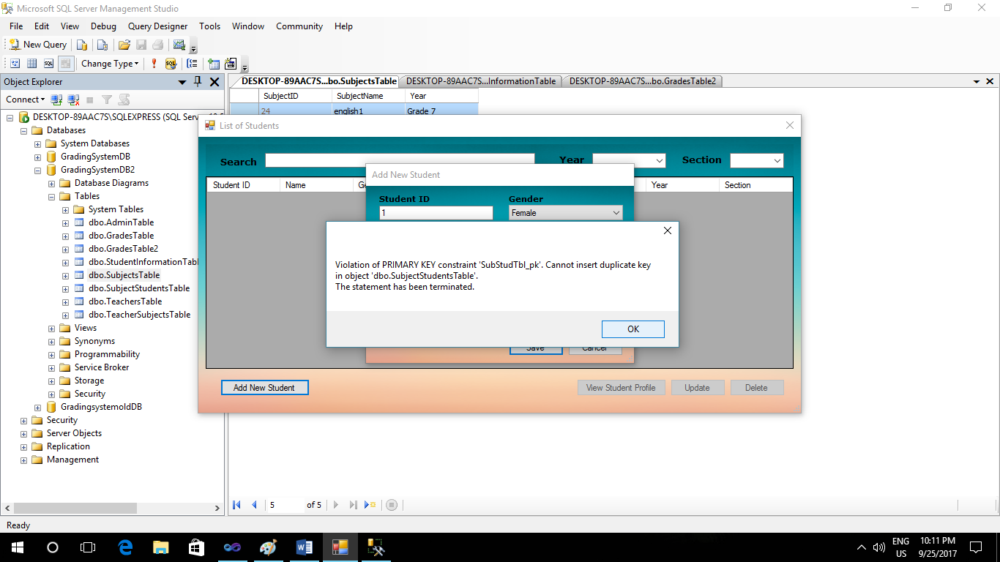 Microsoft SQL Server Management Studio
File Edit View Debug Query Designer Tools Window Community Help
New Query
Change Type
Object Explorer
DESKTOP-89AAC7S...bo.SubjectsTable DESKTOP-89AAC7S...InformationTable DESKTOP-89AAC7S...bo.GradesTable2
Connect
SubjectID SubjectName Year
24 english1 Grade 7
DESKTOP-89AAC7S\SQLEXPRESS (SQL Serv
Databases
System Databases
GradingSystemDB
GradingSystemDB2
Database Diagrams
Tables
System Tables
dbo.AdminTable
dbo.GradesTable
dbo.GradesTable2
dbo.StudentInformationTabl
dbo.SubjectsTable
dbo.SubjectStudentsTable
dbo.TeachersTable
dbo.TeacherSubjectsTable
Views
Synonyms
Programmability
Service Broker
Storage
Security
GradingsystemoldDB
Security
Server Objects
Replication
Management
List of Students
Search Year Section
Student ID Name Ge Year Section
Add New Student
Student ID Gender
1 Female
Violation of PRIMARY KEY constraint 'SubStudTbl_pk'. Cannot insert duplicate key
in object 'dbo.SubjectStudentsTable'.
The statement has been terminated.
OK
Save Cancel
Add New Student View Student Profile Update Delete
5 of 5
Ready
ENG
US
10:11 PM
9/25/2017